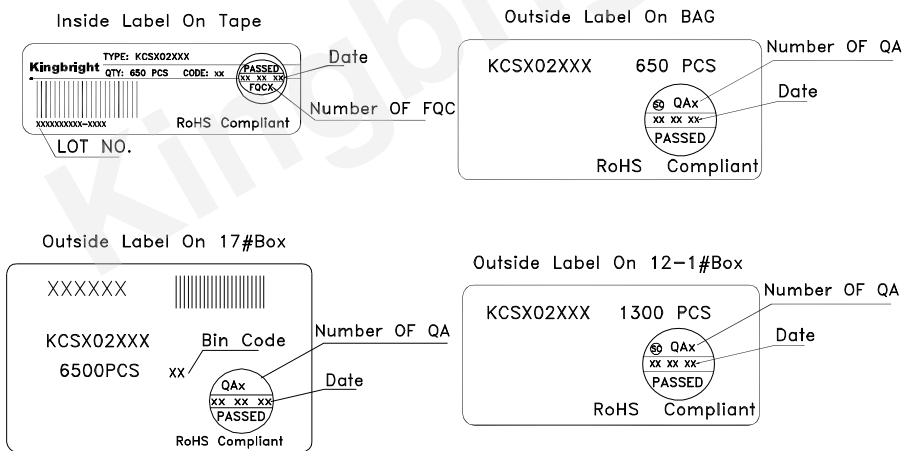 Inside Label On Tape
Kingbright
TYPE: KCSX02XXX
QTY: 650 PCS CODE: xx
PASSED
xx xx xx
FQCX
Date
Number OF FQC
xxxxxxxxxx-xxxx
RoHS Compliant
LOT NO.
Outside Label On BAG
KCSX02XXX 650 PCS
Number OF QA
SC QAx
Date
xx xx xx
PASSED
RoHS Compliant
Outside Label On 17#Box
XXXXXX
KCSX02XXX
Bin Code
Number OF QA
6500PCS
xx
QAx
Date
xx xx xx
PASSED
RoHS Compliant
Outside Label On 12-1#Box
KCSX02XXX 1300 PCS
Number OF QA
SC QAx
Date
xx xx xx
PASSED
RoHS Compliant
Kingbright